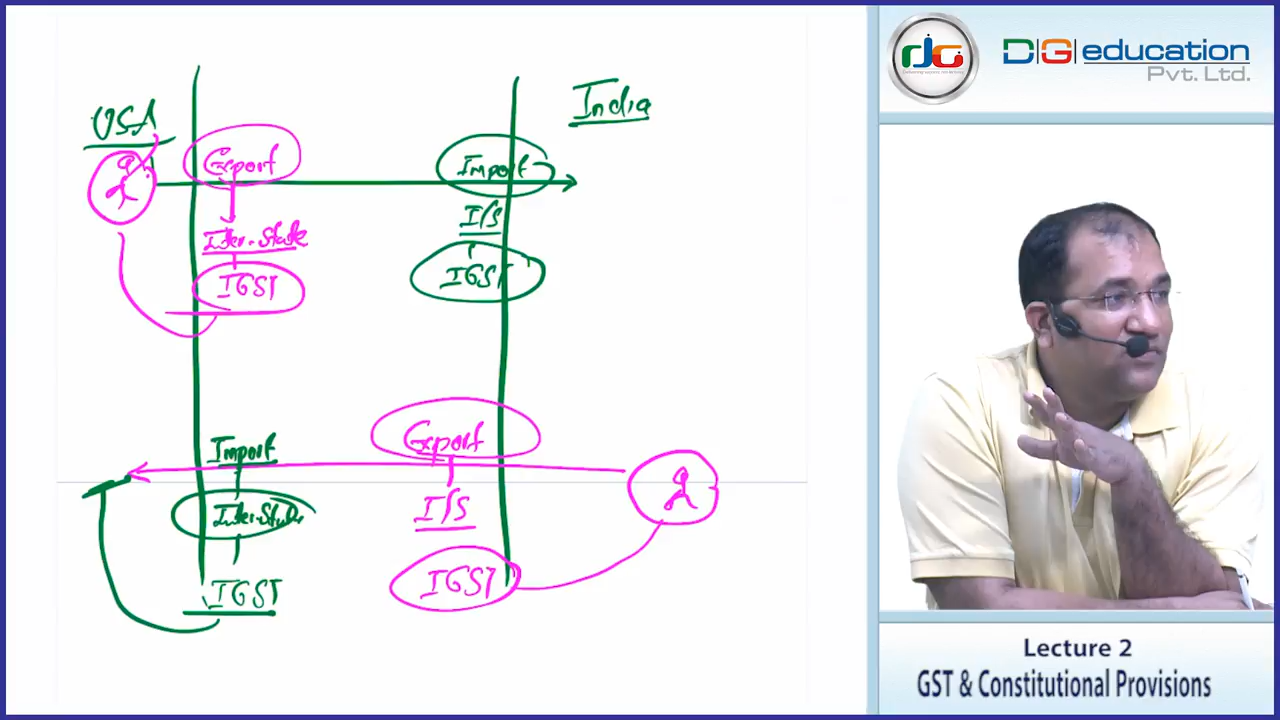 USA
India
Export
Import
Inter-State
I/S
IGST
IGST
Import
Export
Inter-State
I/S
IGST
IGST
DG education
Pvt. Ltd.
Lecture 2
GST & Constitutional Provisions